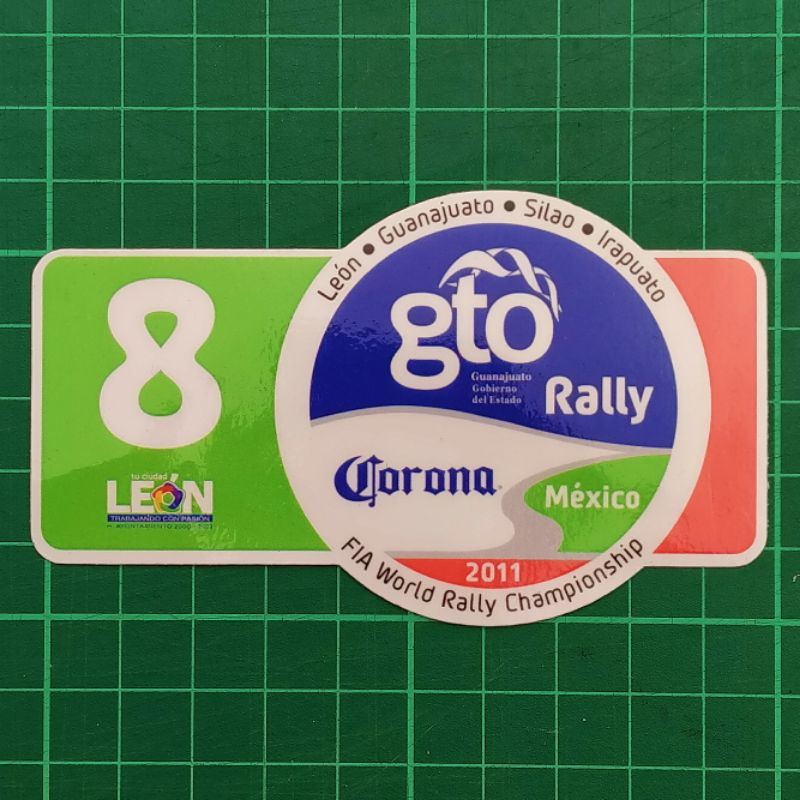 León • Guanajuato • Silao • Irapuato
8
gto
Guanajuato
Gobierno
del Estado
Rally
Corona
México
tu ciudad
LEÓN
TRABAJANDO CON PASIÓN
H. AYUNTAMIENTO
2011
FIA World Rally Championship